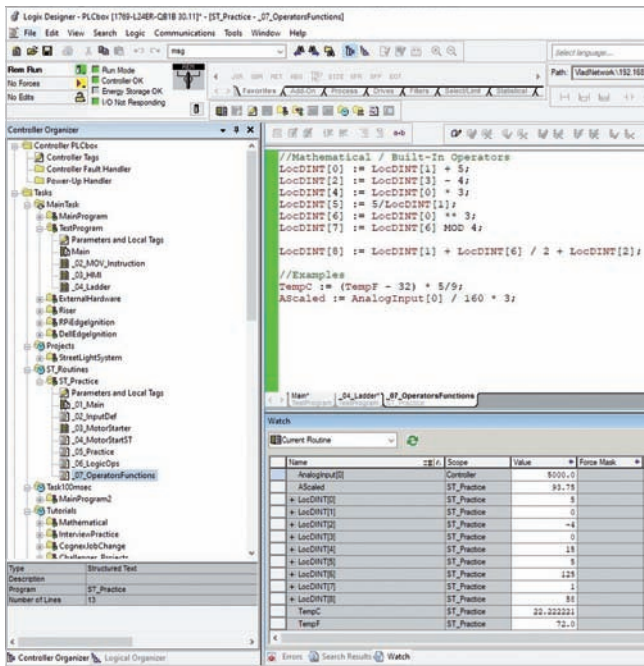 Logix Designer - PLCbox [1769-L24ER-QB1B 30.11]* - [ST_Practice - _07_OperatorsFunctions]
File Edit View Search Logic Communications Tools Window Help
msg
Select language...
Rem Run
No Forces
No Edits
Run Mode
Controller OK
Energy Storage OK
I/O Not Responding
Path: VladNetwork\192.168
Favorites Add-On Process Drives Filters Select/Limit Statistical
Controller Organizer
Controller PLCbox
Controller Tags
Controller Fault Handler
Power-Up Handler
Tasks
MainTask
MainProgram
TestProgram
Parameters and Local Tags
Main
_02_MOV_Instruction
_03_HMI
_04_Ladder
ExternalHardware
Riser
RPiEdgeIgnition
DellEdgeIgnition
Projects
StreetLightSystem
ST_Routines
ST_Practice
Parameters and Local Tags
_01_Main
_02_InputDef
_03_MotorStarter
_04_MotorStartST
_05_Practice
_06_LogicOps
_07_OperatorsFunctions
Task100msec
MainProgram2
Tutorials
Mathematical
InterviewPractice
CognexJobChange
Challenger_Projects
Type Structured Text
Description
Program ST_Practice
Number of Lines 13
Controller Organizer Logical Organizer
//Mathematical / Built-In Operators
LocDINT[0] := LocDINT[1] + 5;
LocDINT[2] := LocDINT[3] - 4;
LocDINT[4] := LocDINT[0] * 3;
LocDINT[5] := 5/LocDINT[1];
LocDINT[6] := LocDINT[0] ** 3;
LocDINT[7] := LocDINT[6] MOD 4;
LocDINT[8] := LocDINT[1] + LocDINT[6] / 2 + LocDINT[2];
//Examples
TempC := (TempF - 32) * 5/9;
AScaled := AnalogInput[0] / 160 * 3;
Main* _04_Ladder* _07_OperatorsFunctions
TestProgram TestProgram ST_Practice
Watch
Current Routine
Name Scope Value Force Mask
AnalogInput[0] Controller 5000.0
AScaled ST_Practice 93.75
+ LocDINT[0] ST_Practice 5
+ LocDINT[1] ST_Practice 0
+ LocDINT[2] ST_Practice -4
+ LocDINT[3] ST_Practice 0
+ LocDINT[4] ST_Practice 15
+ LocDINT[5] ST_Practice 5
+ LocDINT[6] ST_Practice 125
+ LocDINT[7] ST_Practice 1
+ LocDINT[8] ST_Practice 58
TempC ST_Practice 22.222221
TempF ST_Practice 72.0
Errors Search Results Watch